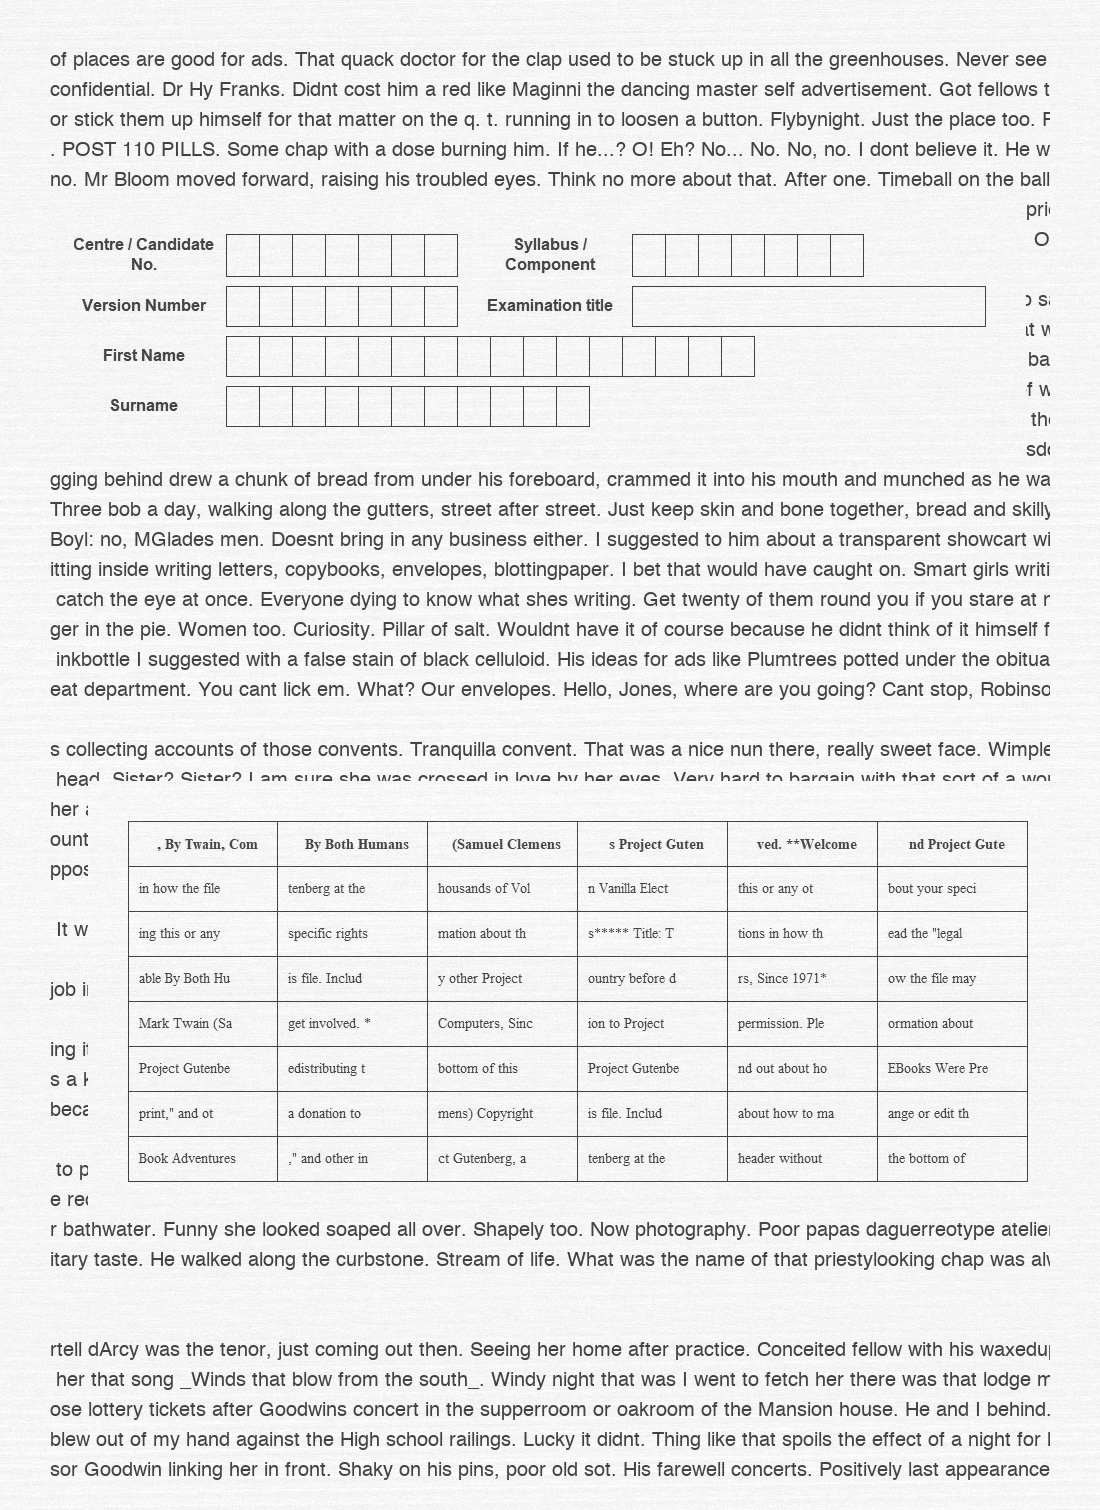 of places are good for ads. That quack doctor for the clap used to be stuck up in all the greenhouses. Never see
confidential. Dr Hy Franks. Didnt cost him a red like Maginni the dancing master self advertisement. Got fellows t
or stick them up himself for that matter on the q. t. running in to loosen a button. Flybynight. Just the place too.
. POST 110 PILLS. Some chap with a dose burning him. If he...? O! Eh? No... No. No, no. I dont believe it. He w
no. Mr Bloom moved forward, raising his troubled eyes. Think no more about that. After one. Timeball on the ball
pri
O
Centre / Candidate No.
Syllabus / Component
Version Number
Examination title
sa
at w
ba
First Name
f w
Surname
the
sd
gging behind drew a chunk of bread from under his foreboard, crammed it into his mouth and munched as he wa
Three bob a day, walking along the gutters, street after street. Just keep skin and bone together, bread and skilly
Boyl: no, MGlades men. Doesnt bring in any business either. I suggested to him about a transparent showcart wi
itting inside writing letters, copybooks, envelopes, blottingpaper. I bet that would have caught on. Smart girls writi
catch the eye at once. Everyone dying to know what shes writing. Get twenty of them round you if you stare at
ger in the pie. Women too. Curiosity. Pillar of salt. Wouldnt have it of course because he didnt think of it himself f
inkbottle I suggested with a false stain of black celluloid. His ideas for ads like Plumtrees potted under the obitua
eat department. You cant lick em. What? Our envelopes. Hello, Jones, where are you going? Cant stop, Robinso
s collecting accounts of those convents. Tranquilla convent. That was a nice nun there, really sweet face. Wimple
head. Sister? Sister? I am sure she was crossed in love by her eyes. Very hard to bargain with that sort of a wo
her
ount
, By Twain, Com By Both Humans (Samuel Clemens s Project Guten ved. **Welcome nd Project Gute
ppos
in how the file tenberg at the housands of Vol n Vanilla Elect this or any ot bout your speci
It w
ing this or any specific rights mation about th s***** Title: T tions in how th ead the "legal
able By Both Hu is file. Includ y other Project ountry before d rs, Since 1971* ow the file may
job i
Mark Twain (Sa get involved. * Computers, Sinc ion to Project permission. Ple ormation about
ing it
Project Gutenbe edistributing t bottom of this Project Gutenbe nd out about ho EBooks Were Pre
s a k
beca
print," and ot a donation to mens) Copyright is file. Includ about how to ma ange or edit th
Book Adventures ," and other in ct Gutenberg, a tenberg at the header without the bottom of
to p
e rec
r bathwater. Funny she looked soaped all over. Shapely too. Now photography. Poor papas daguerreotype atelier
itary taste. He walked along the curbstone. Stream of life. What was the name of that priestylooking chap was alw
rtell dArcy was the tenor, just coming out then. Seeing her home after practice. Conceited fellow with his waxedup
her that song _Winds that blow from the south_. Windy night that was I went to fetch her there was that lodge m
ose lottery tickets after Goodwins concert in the supperroom or oakroom of the Mansion house. He and I behind.
blew out of my hand against the High school railings. Lucky it didnt. Thing like that spoils the effect of a night for
sor Goodwin linking her in front. Shaky on his pins, poor old sot. His farewell concerts. Positively last appearance